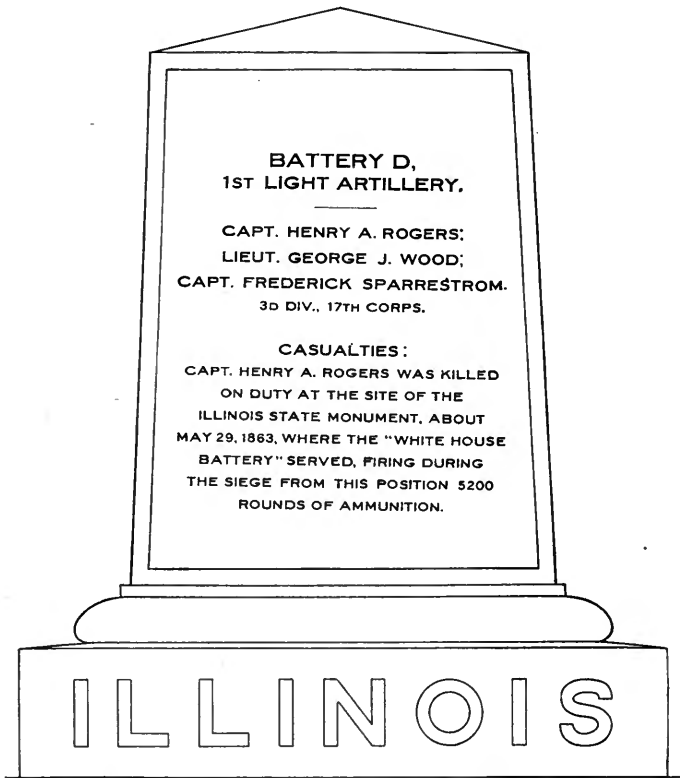 BATTERY D,
1ST LIGHT ARTILLERY.
CAPT. HENRY A. ROGERS;
LIEUT. GEORGE J. WOOD;
CAPT. FREDERICK SPARRESTROM.
3D DIV., 17TH CORPS.
CASUALTIES:
CAPT. HENRY A. ROGERS WAS KILLED
ON DUTY AT THE SITE OF THE
ILLINOIS STATE MONUMENT, ABOUT
MAY 29, 1863, WHERE THE "WHITE HOUSE
BATTERY" SERVED, FIRING DURING
THE SIEGE FROM THIS POSITION 5200
ROUNDS OF AMMUNITION.
ILLINOIS